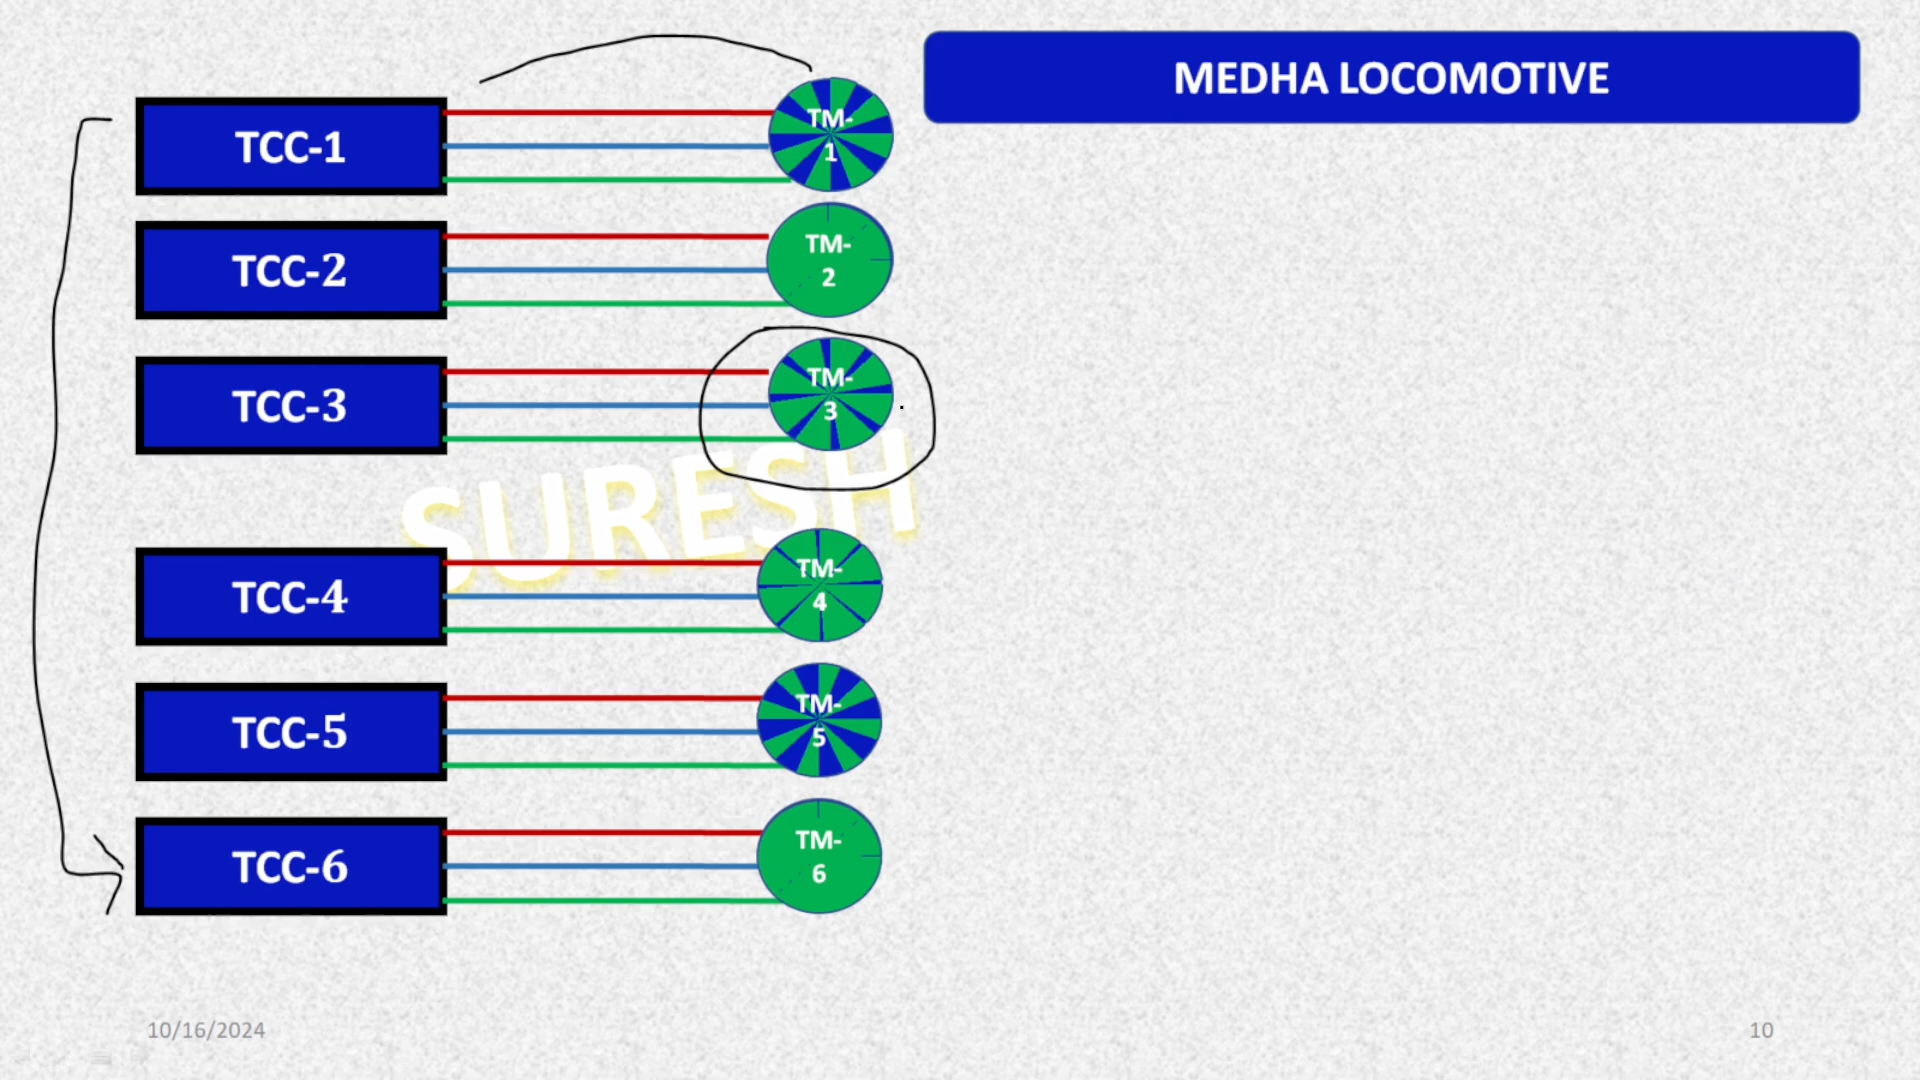 MEDHA LOCOMOTIVE
TCC-1
TM-
1
TCC-2
TM-
2
TCC-3
TM-
3
SURESH
TCC-4
TM-
4
TCC-5
TM-
5
TCC-6
TM-
6
10/16/2024
10